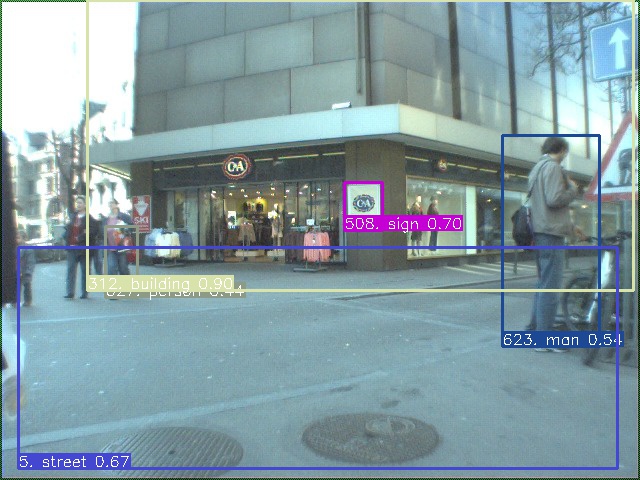 C&A
C&A
508. sign 0.70
SKI
312. building 0.90
627. person 0.44
623. man 0.54
5. street 0.67